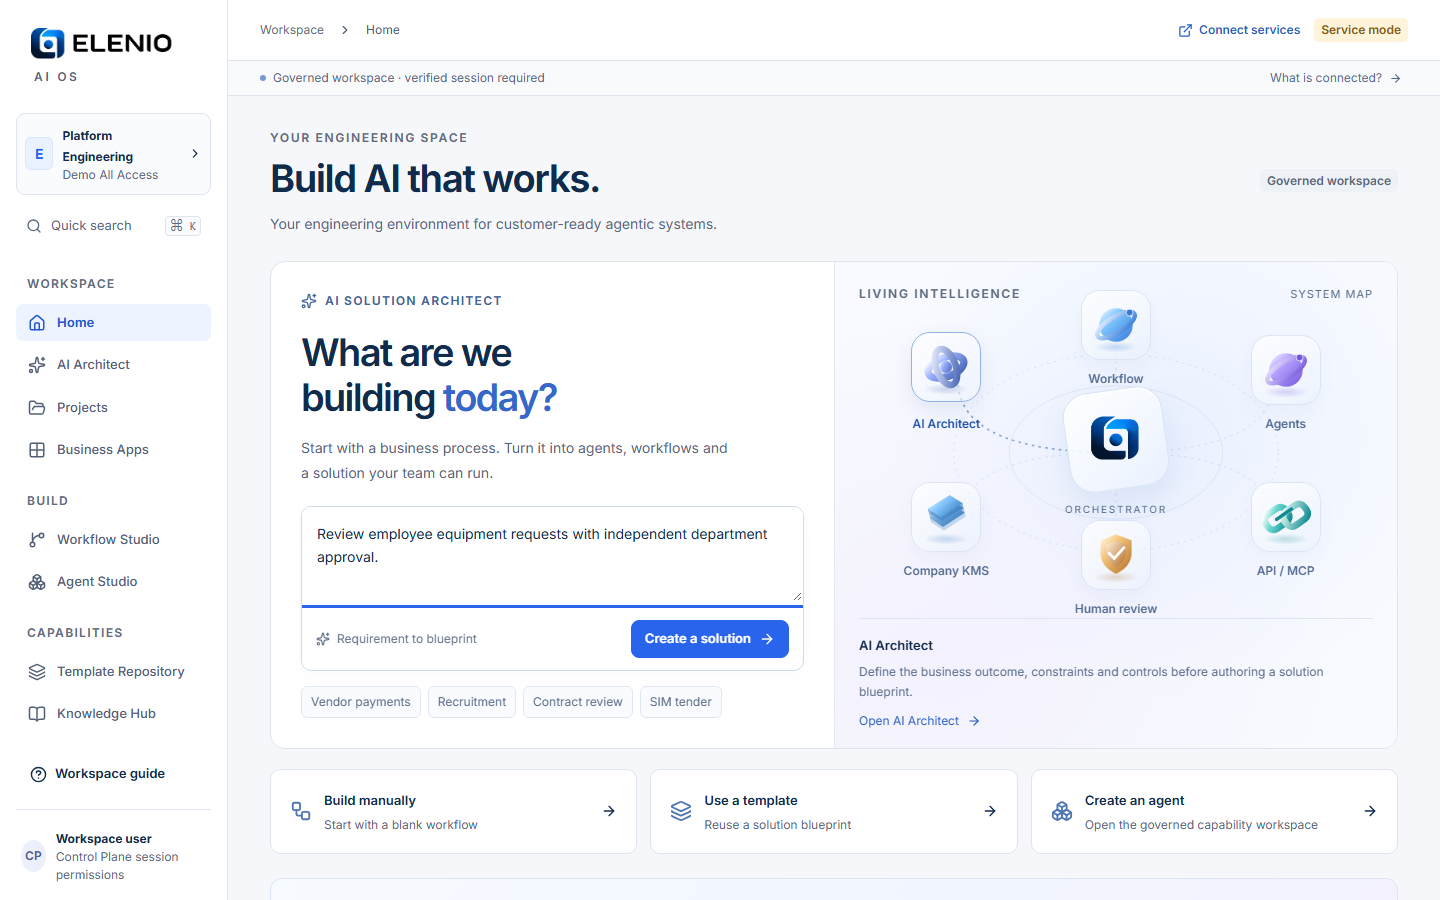 ELENIO
AI OS
Platform
Engineering
Demo All Access
E
Quick search
⌘ K
WORKSPACE
Home
AI Architect
Projects
Business Apps
BUILD
Workflow Studio
Agent Studio
CAPABILITIES
Template Repository
Knowledge Hub
Workspace guide
CP
Workspace user
Control Plane session
permissions
Workspace > Home
Connect services
Service mode
Governed workspace · verified session required
What is connected? →
YOUR ENGINEERING SPACE
Build AI that works.
Governed workspace
Your engineering environment for customer-ready agentic systems.
AI SOLUTION ARCHITECT
What are we
building today?
Start with a business process. Turn it into agents, workflows and
a solution your team can run.
Review employee equipment requests with independent department
approval.
Requirement to blueprint
Create a solution →
Vendor payments
Recruitment
Contract review
SIM tender
LIVING INTELLIGENCE
SYSTEM MAP
Workflow
AI Architect
Agents
ORCHESTRATOR
Company KMS
API / MCP
Human review
AI Architect
Define the business outcome, constraints and controls before authoring a solution
blueprint.
Open AI Architect →
Build manually
Start with a blank workflow
Use a template
Reuse a solution blueprint
Create an agent
Open the governed capability workspace